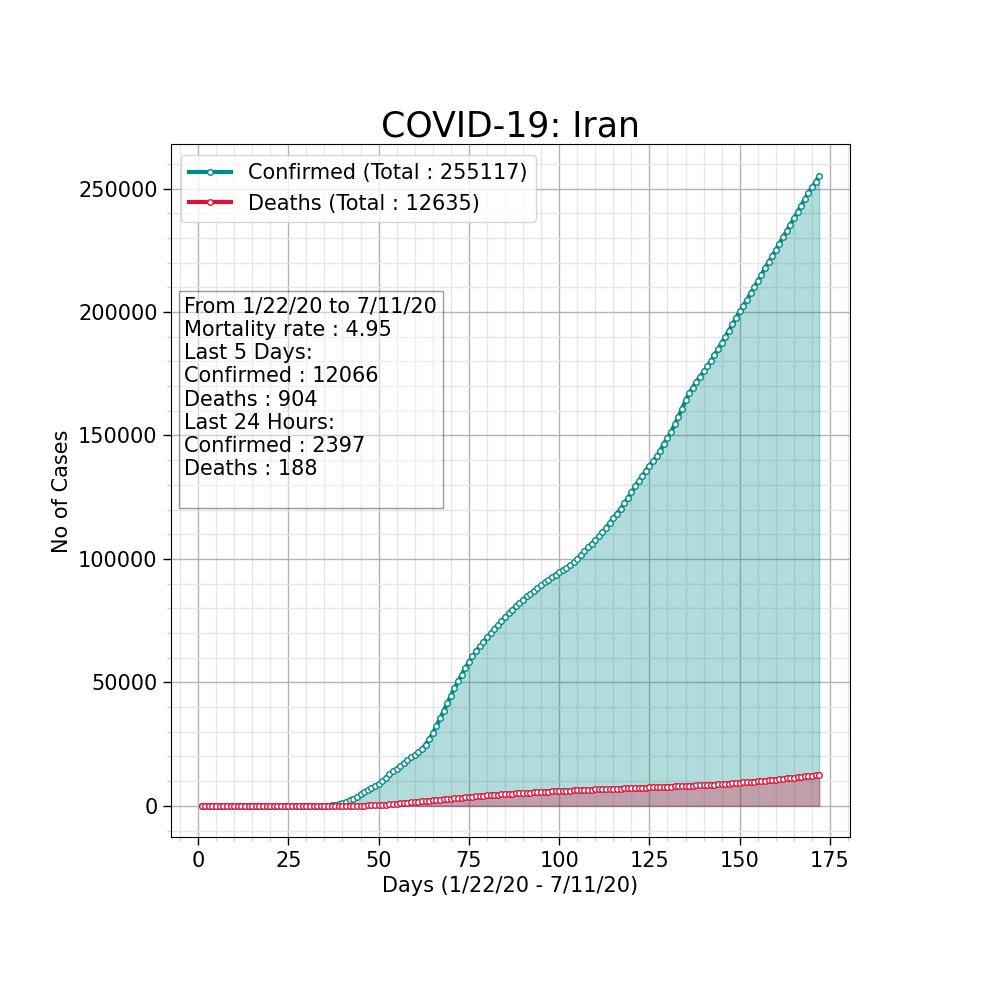 COVID-19: Iran
Confirmed (Total : 255117)
Deaths (Total : 12635)
From 1/22/20 to 7/11/20
Mortality rate : 4.95
Last 5 Days:
Confirmed : 12066
Deaths : 904
Last 24 Hours:
Confirmed : 2397
Deaths : 188
No of Cases
250000
200000
150000
100000
50000
0
0 25 50 75 100 125 150 175
Days (1/22/20 - 7/11/20)